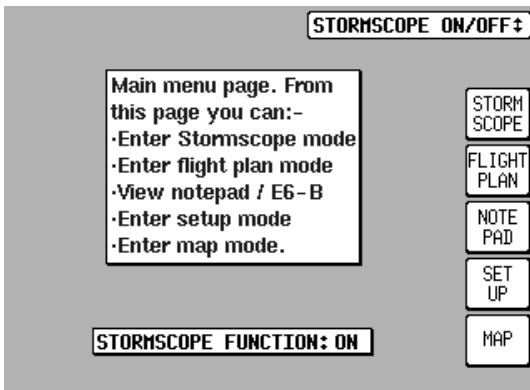 STORMSCOPE ON/OFF↕
Main menu page. From
this page you can:-
·Enter Stormscope mode
·Enter flight plan mode
·View notepad / E6-B
·Enter setup mode
·Enter map mode.
STORM
SCOPE
FLIGHT
PLAN
NOTE
PAD
SET
UP
MAP
STORMSCOPE FUNCTION: ON